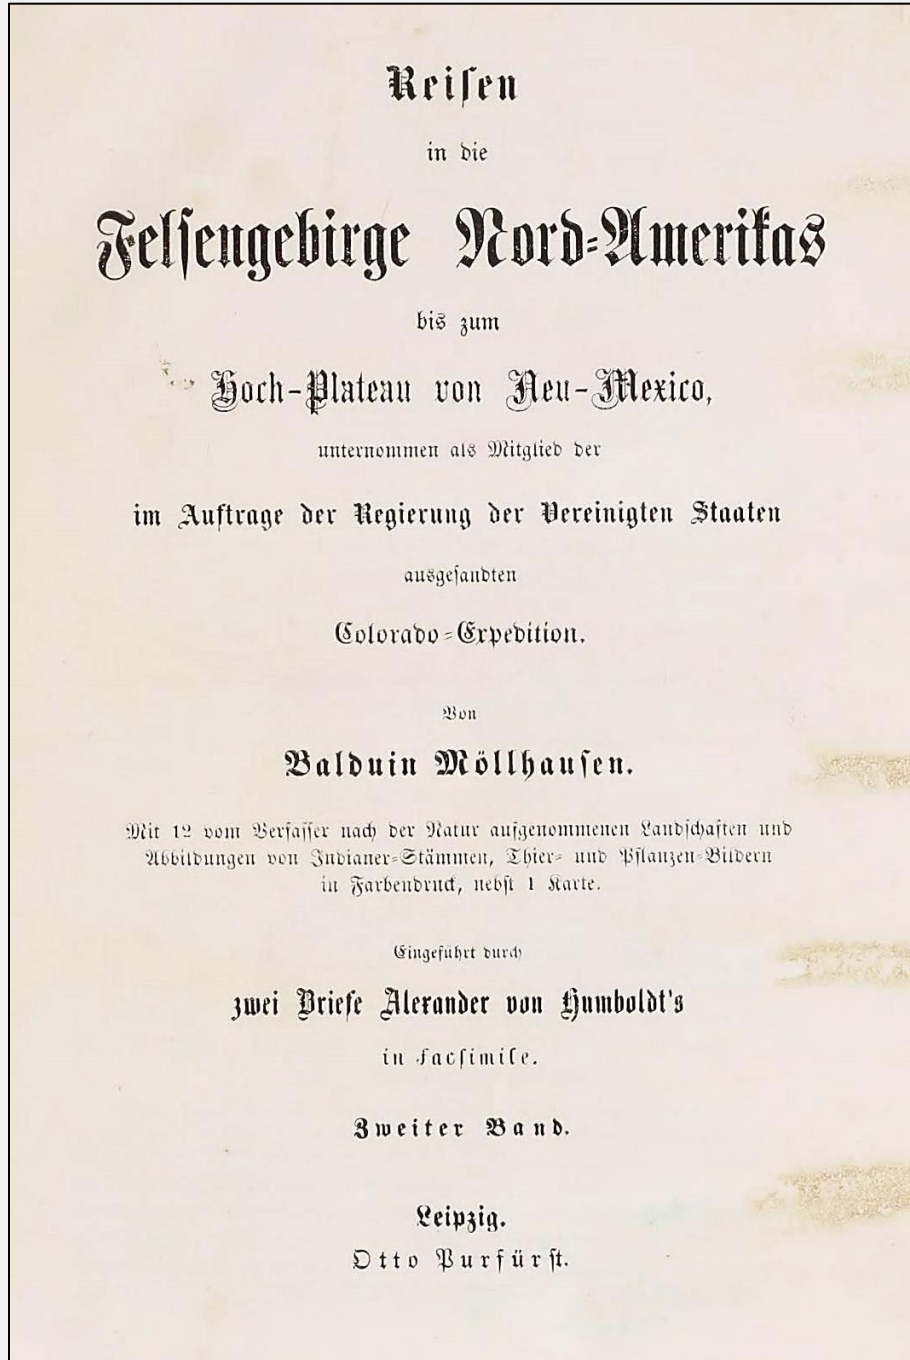 Reisen
in die
Felsengebirge Nord-Amerikas
bis zum
Hoch-Plateau von Neu-Mexico,
unternommen als Mitglied der
im Auftrage der Regierung der Vereinigten Staaten
ausgesandten
Colorado-Expedition.
Von
Balduin Möllhausen.
Mit 12 vom Verfasser nach der Natur aufgenommenen Landschaften und
Abbildungen von Indianer-Stämmen, Thier- und Pflanzen-Bildern
in Farbendruck, nebst 1 Karte.
Eingeführt durch
zwei Briefe Alexander von Humboldt's
in Facsimile.
Zweiter Band.
Leipzig.
Otto Purfürst.